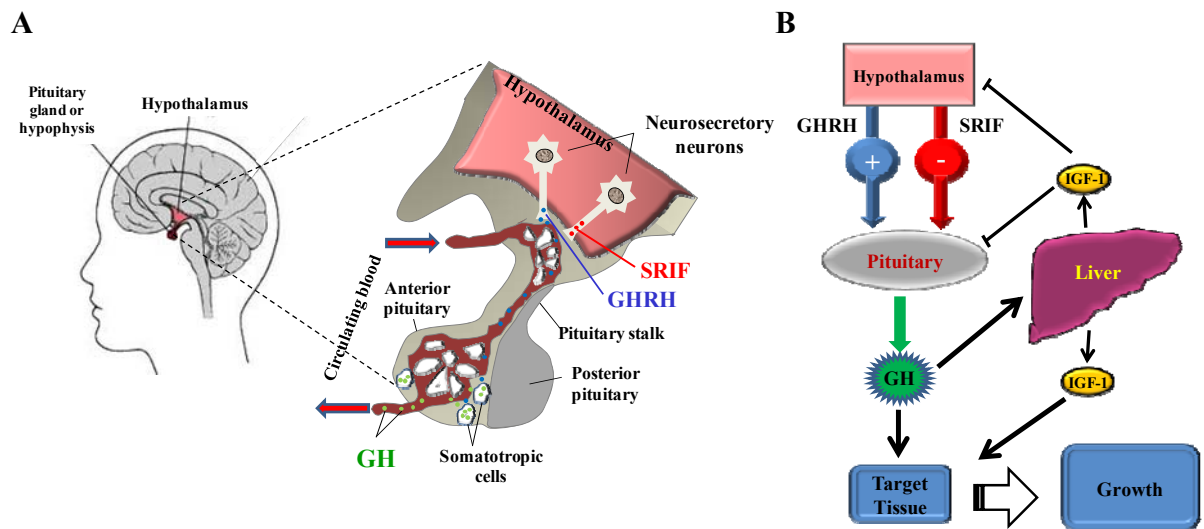 A
Pituitary
gland or
hypophysis
Hypothalamus
Hypothalamus
Neurosecretory
neurons
SRIF
GHRH
Circulating blood
Anterior
pituitary
Pituitary stalk
Posterior
pituitary
GH
Somatotropic
cells
B
Hypothalamus
GHRH
SRIF
+
-
IGF-1
Pituitary
Liver
GH
IGF-1
Target
Tissue
Growth